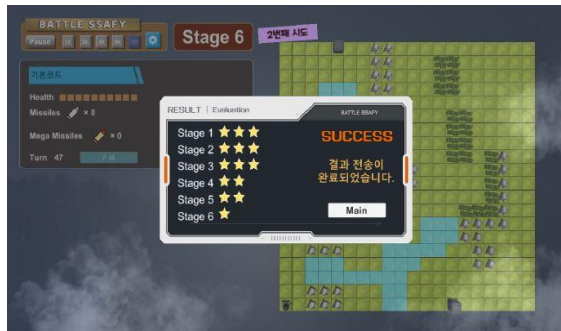 BATTLE SSAFY
Pause
Stage 6
2번째 시도
기본코드
Health
Missiles × 0
Mega Missiles × 0
Turn 47
RESULT | Evaluation
BATTLE SSAFY
Stage 1
Stage 2
Stage 3
Stage 4
Stage 5
Stage 6
SUCCESS
결과 전송이
완료되었습니다.
Main